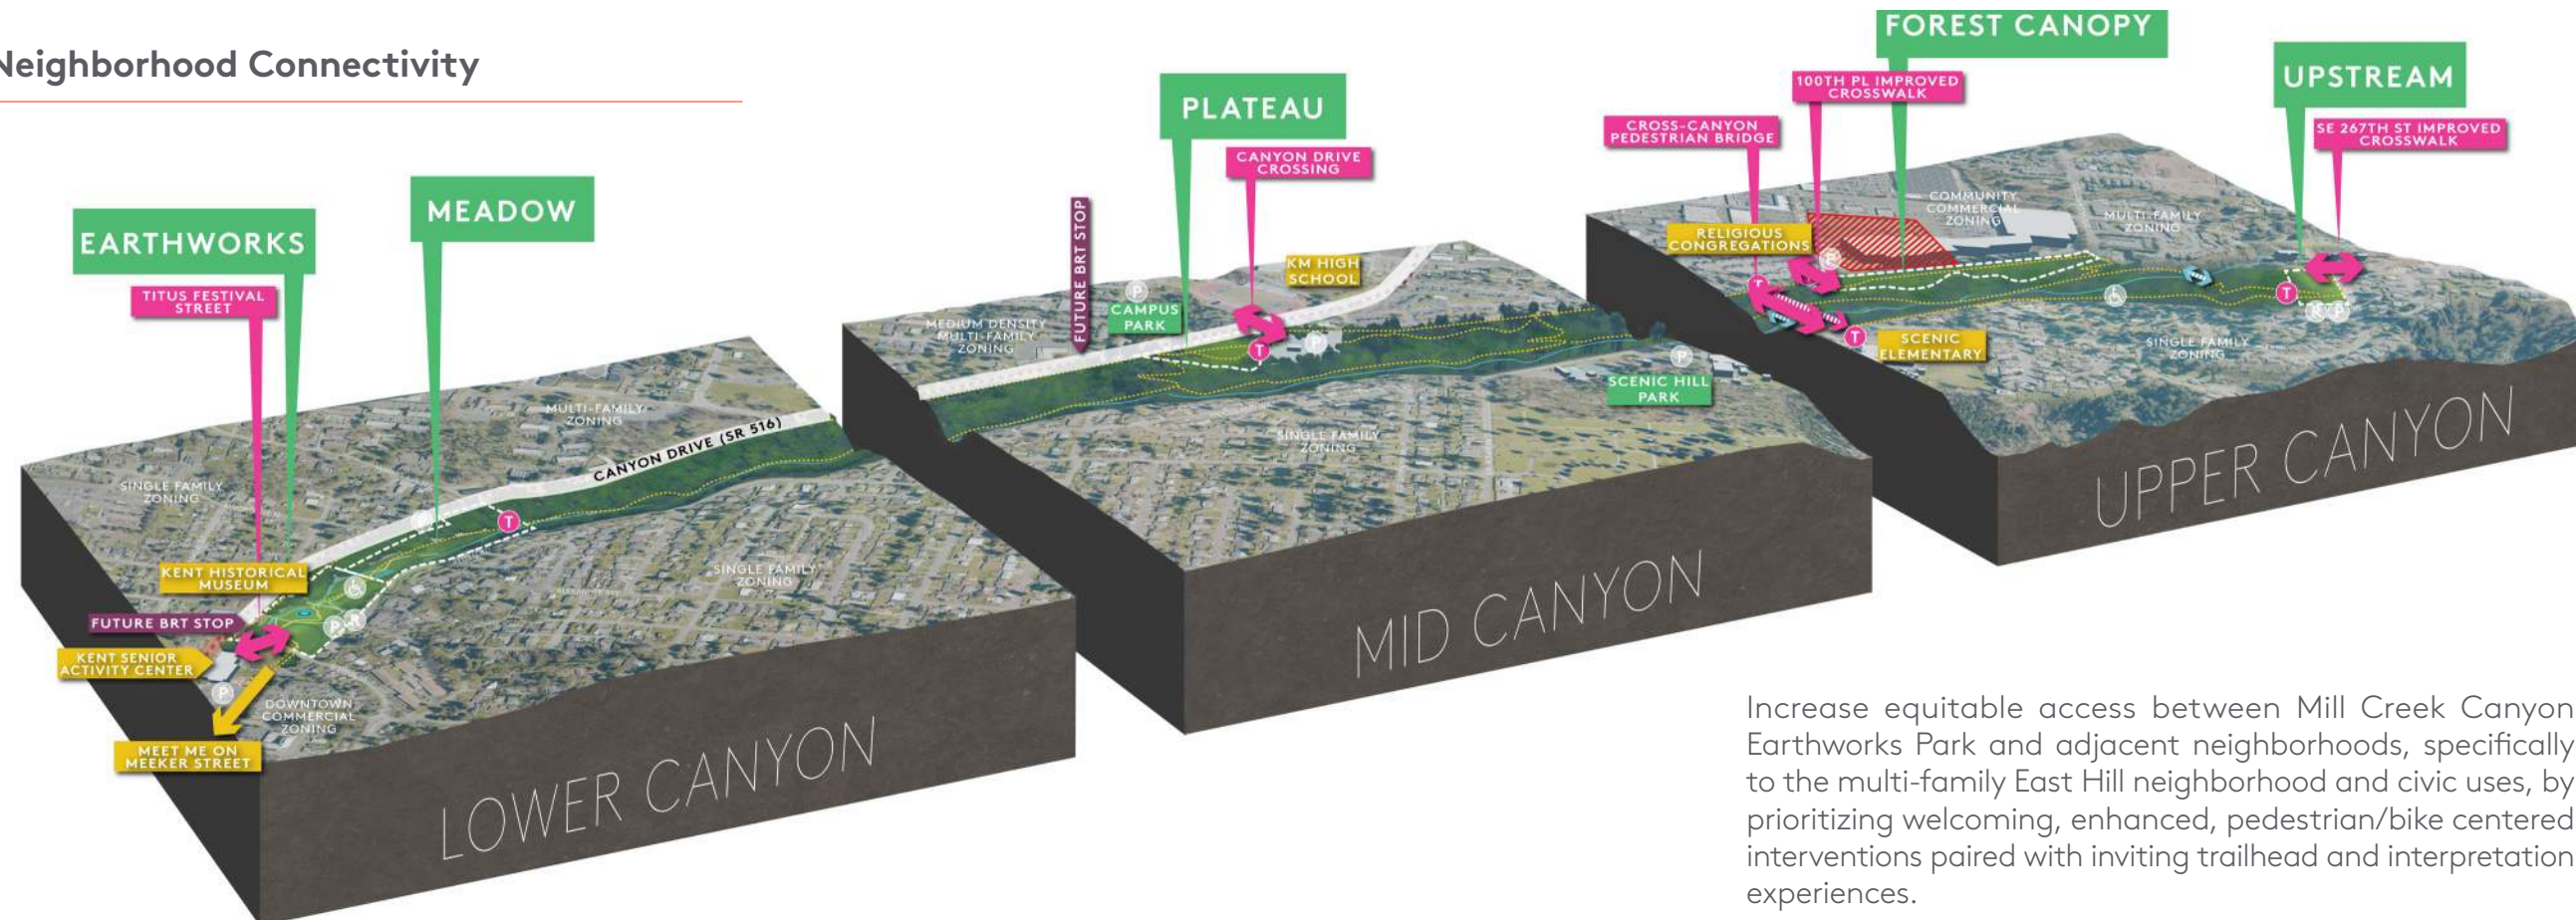 Neighborhood Connectivity
EARTHWORKS
TITUS FESTIVAL
STREET
MEADOW
SINGLE FAMILY
ZONING
MULTI-FAMILY
ZONING
CANYON DRIVE (SR 516)
P
T
KENT HISTORICAL
MUSEUM
SINGLE FAMILY
ZONING
FUTURE BRT STOP
P
R
KENT SENIOR
ACTIVITY CENTER
P
DOWNTOWN
COMMERCIAL
ZONING
MEET ME ON
MEEKER STREET
LOWER CANYON
PLATEAU
CANYON DRIVE
CROSSING
FUTURE BRT STOP
KM HIGH
SCHOOL
P
CAMPUS
PARK
MEDIUM DENSITY
MULTI-FAMILY
ZONING
T
P
P
SCENIC HILL
PARK
SINGLE FAMILY
ZONING
MID CANYON
FOREST CANOPY
100TH PL IMPROVED
CROSSWALK
UPSTREAM
CROSS-CANYON
PEDESTRIAN BRIDGE
SE 267TH ST IMPROVED
CROSSWALK
COMMUNITY
COMMERCIAL
ZONING
MULTI-FAMILY
ZONING
RELIGIOUS
CONGREGATIONS
P
T
T
T
R
P
SCENIC
ELEMENTARY
SINGLE FAMILY
ZONING
UPPER CANYON
Increase equitable access between Mill Creek Canyon
Earthworks Park and adjacent neighborhoods, specifically
to the multi-family East Hill neighborhood and civic uses, by
prioritizing welcoming, enhanced, pedestrian/bike centered
interventions paired with inviting trailhead and interpretation
experiences.